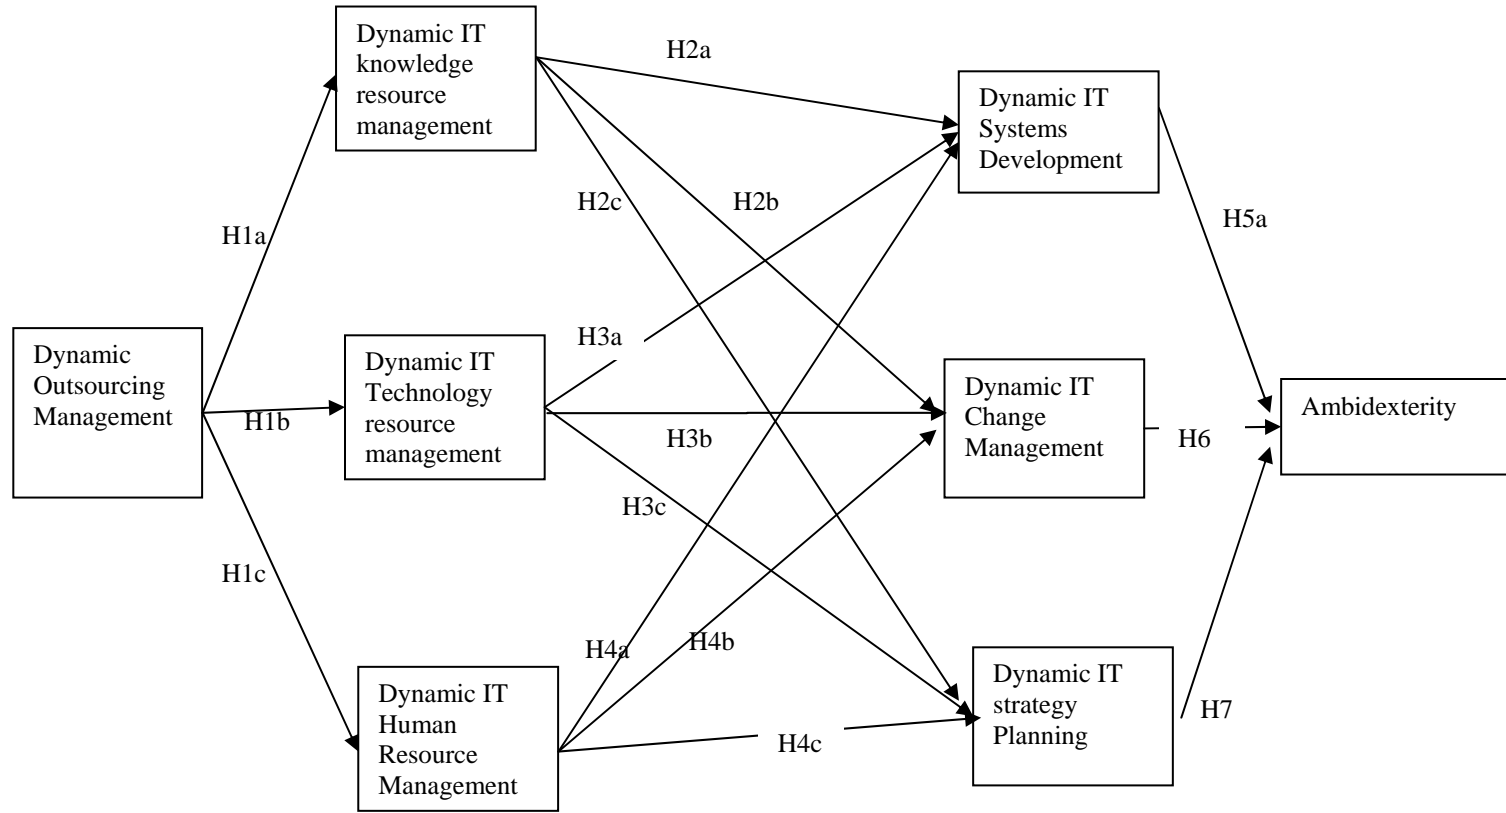 Dynamic IT
knowledge
resource
management
H2a
Dynamic IT
Systems
Development
H2c
H2b
H5a
H1a
Dynamic
Outsourcing
Management
H1b
Dynamic IT
Technology
resource
management
H3a
H3b
H3c
Dynamic IT
Change
Management
H6
Ambidexterity
H1c
Dynamic IT
Human
Resource
Management
H4a
H4b
H4c
Dynamic IT
strategy
Planning
H7